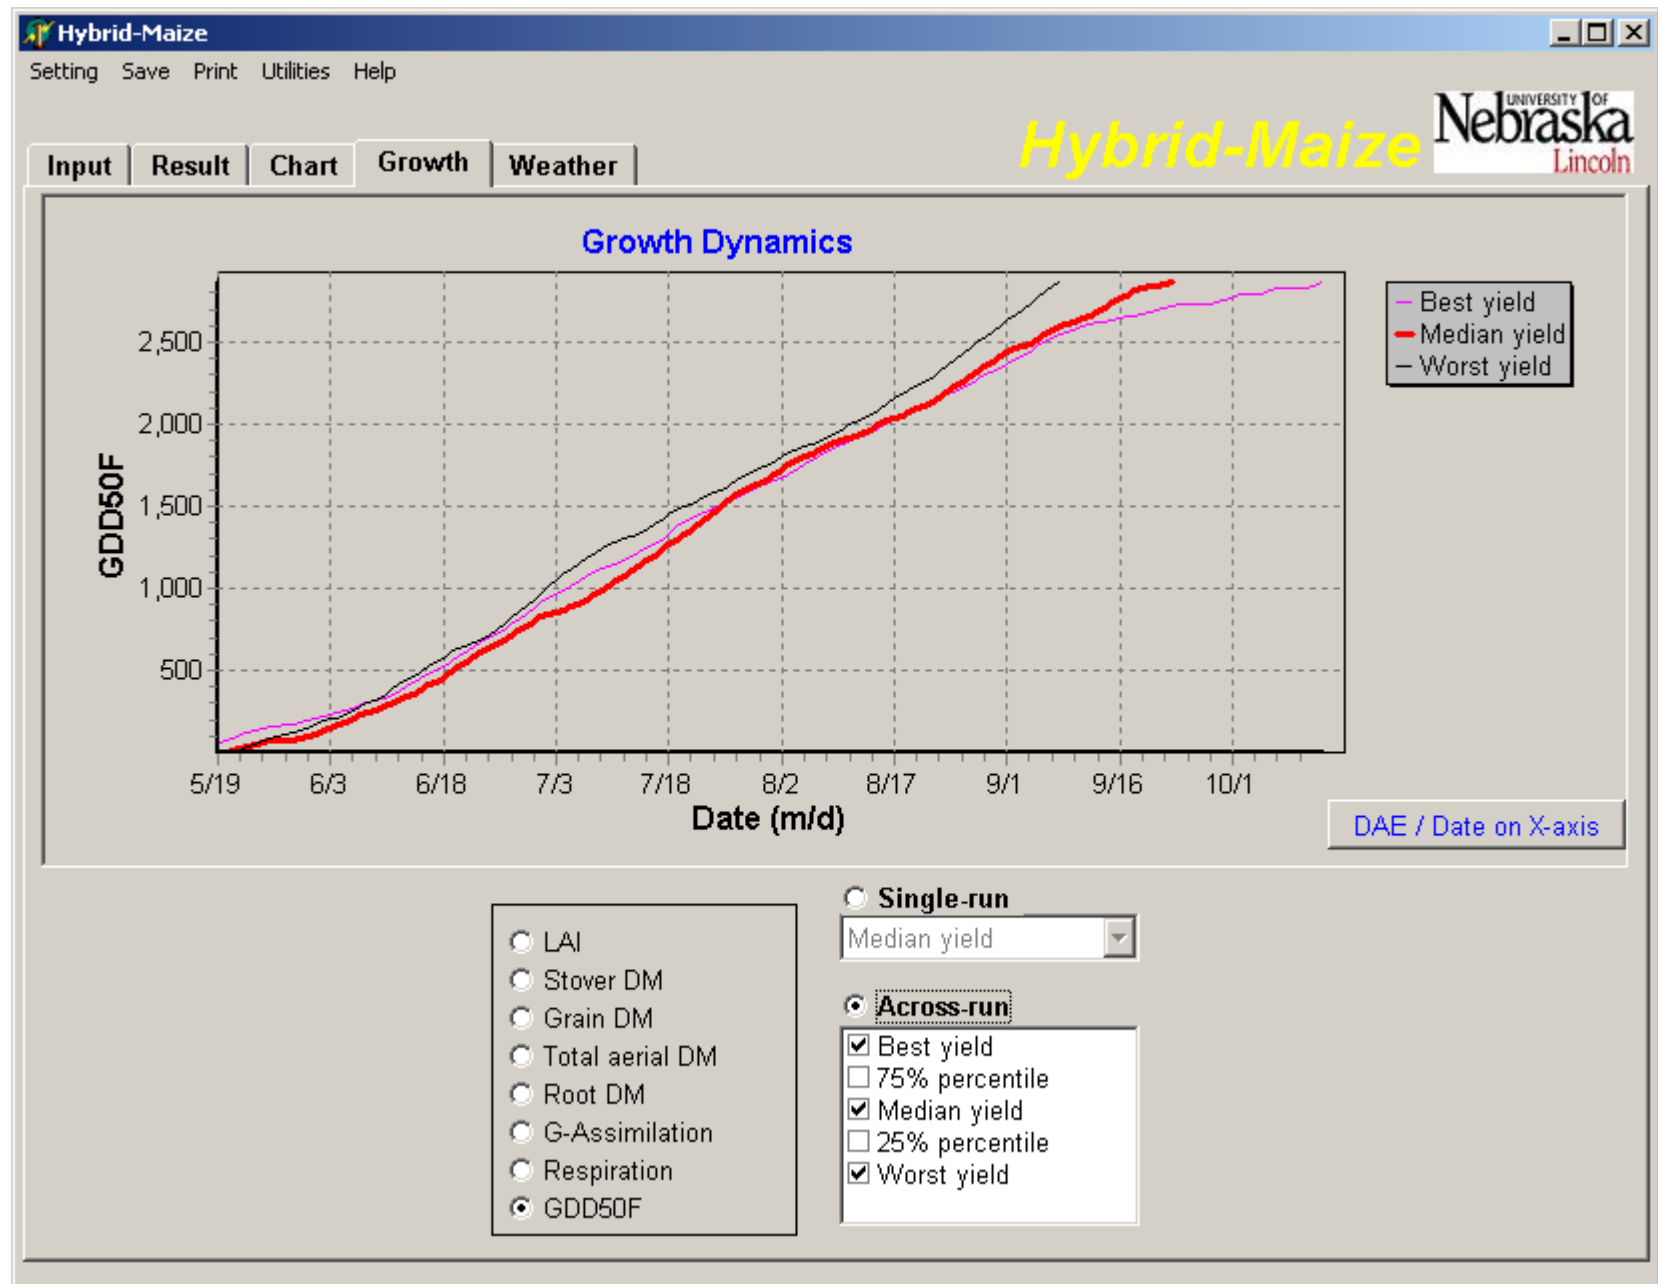 Hybrid-Maize
Setting Save Print Utilities Help
Hybrid-Maize
UNIVERSITY OF
Nebraska
Lincoln
Input Result Chart Growth Weather
Growth Dynamics
Best yield
Median yield
Worst yield
GDD50F
2,500
2,000
1,500
1,000
500
5/19 6/3 6/18 7/3 7/18 8/2 8/17 9/1 9/16 10/1
Date (m/d)
DAE / Date on X-axis
LAI
Stover DM
Grain DM
Total aerial DM
Root DM
G-Assimilation
Respiration
GDD50F
Single-run
Median yield
Across-run
Best yield
75% percentile
Median yield
25% percentile
Worst yield